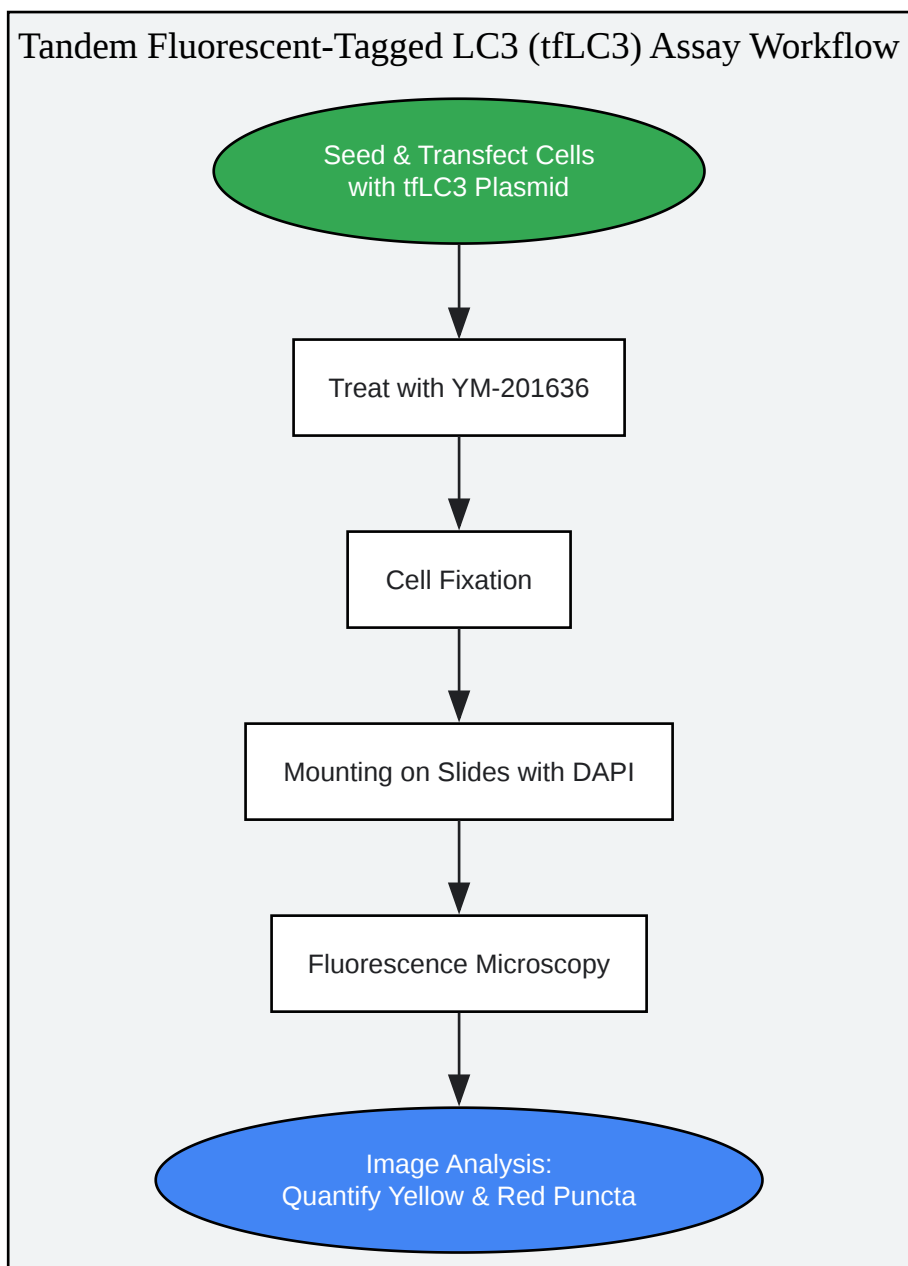 Tandem Fluorescent-Tagged LC3 (tfLC3) Assay Workflow
Seed & Transfect Cells
with tfLC3 Plasmid
Treat with YM-201636
Cell Fixation
Mounting on Slides with DAPI
Fluorescence Microscopy
Image Analysis:
Quantify Yellow & Red Puncta